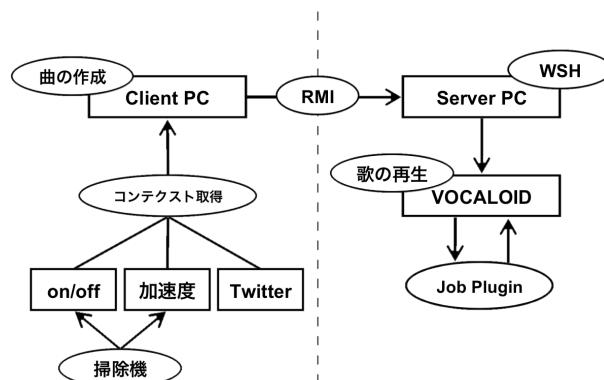 曲の作成
Client PC
RMI
Server PC
WSH
歌の再生
VOCALOID
コンテクスト取得
on/off
加速度
Twitter
Job Plugin
掃除機